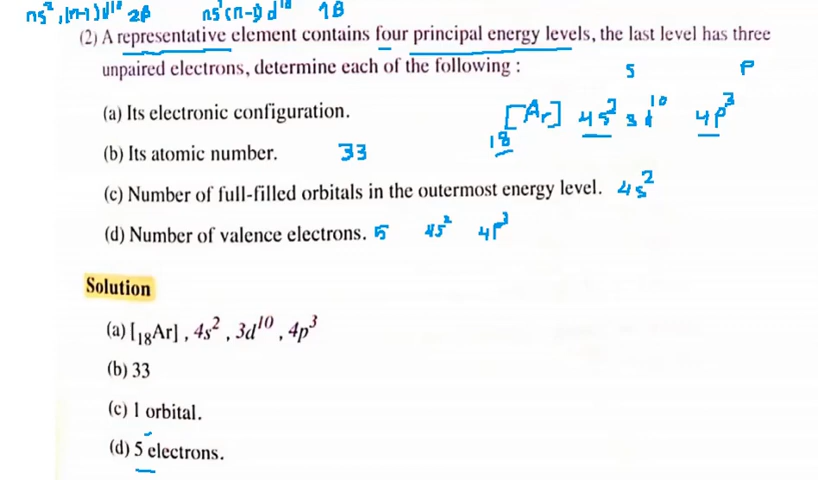 ns², (n-1)d¹⁰ 2B ns¹(n-1)d¹⁰ 1B
(2) A representative element contains four principal energy levels, the last level has three
unpaired electrons, determine each of the following :
s p
(a) Its electronic configuration. [₁₈Ar] 4s² 3d¹⁰ 4p³
(b) Its atomic number. 33
(c) Number of full-filled orbitals in the outermost energy level. 4s²
(d) Number of valence electrons. 5 4s² 4p³
Solution
(a) [₁₈Ar] , 4s² , 3d¹⁰ , 4p³
(b) 33
(c) 1 orbital.
(d) 5 electrons.